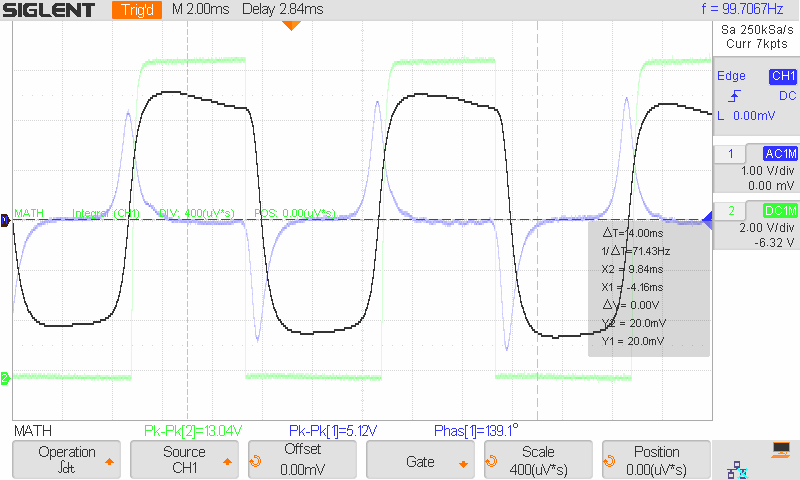 SIGLENT Trig'd M 2.00ms Delay 2.84ms f = 99.7067Hz
Sa 250kSa/s
Curr 7kpts
Edge CH1
DC
L 0.00mV
1 AC1M
1.00 V/div
0.00 mV
2 DC1M
2.00 V/div
-6.32 V
MATH Integral (CH1) DIV: 400(uV*s) POS: 0.00(uV*s)
2
△T=14.00ms
1/△T=71.43Hz
X2 = 9.84ms
X1 = -4.16ms
△V= 0.00V
Y2 = 20.0mV
Y1 = 20.0mV
MATH Pk-Pk[2]=13.04V Pk-Pk[1]=5.12V Phas[1]=139.1°
Operation
∫dt
Source
CH1
Offset
0.00mV
Gate
Scale
400(uV*s)
Position
0.00(uV*s)